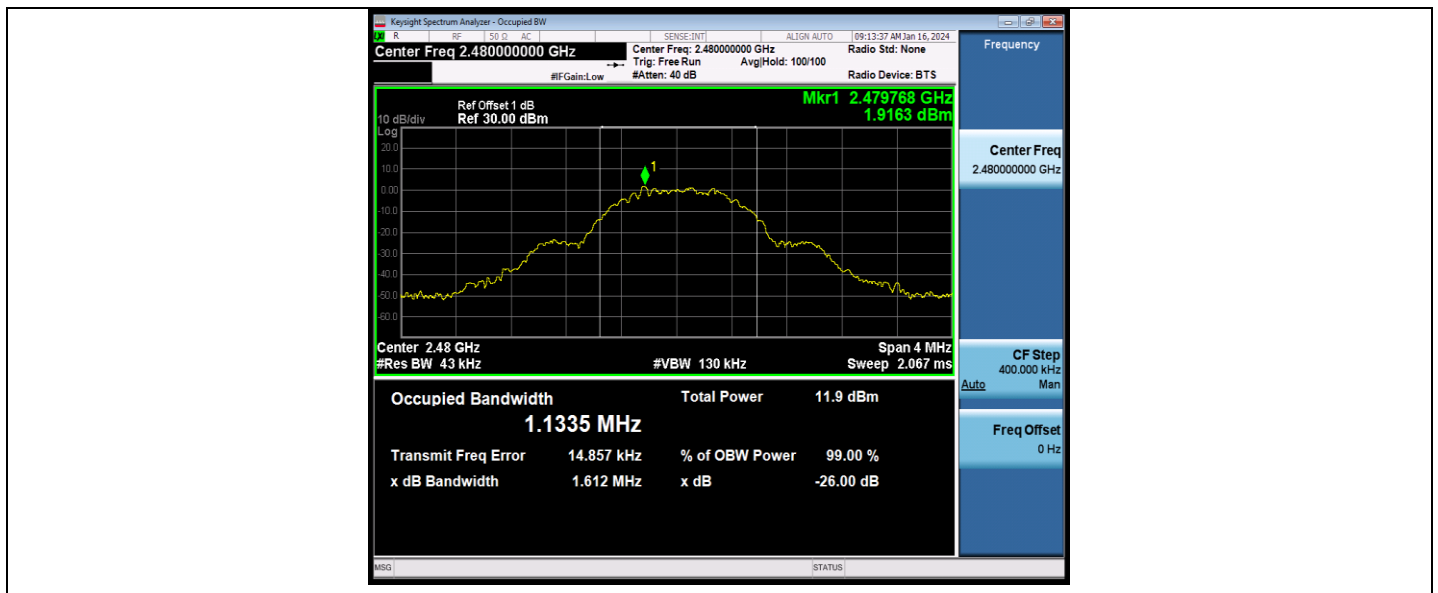 Keysight Spectrum Analyzer - Occupied BW
R RF 50 Ω AC SENSE:INT ALIGN AUTO 09:13:37 AM Jan 16, 2024
Center Freq 2.480000000 GHz
Center Freq: 2.480000000 GHz Radio Std: None
Trig: Free Run Avg|Hold: 100/100
#IFGain:Low #Atten: 40 dB Radio Device: BTS
Frequency
Mkr1 2.479768 GHz
1.9163 dBm
Ref Offset 1 dB
10 dB/div Ref 30.00 dBm
Log
20.0
10.0
0.00
-10.0
-20.0
-30.0
-40.0
-50.0
-60.0
1
Center 2.48 GHz Span 4 MHz
#Res BW 43 kHz #VBW 130 kHz Sweep 2.067 ms
Occupied Bandwidth Total Power 11.9 dBm
1.1335 MHz
Transmit Freq Error 14.857 kHz % of OBW Power 99.00 %
x dB Bandwidth 1.612 MHz x dB -26.00 dB
Center Freq
2.480000000 GHz
CF Step
400.000 kHz
Auto Man
Freq Offset
0 Hz
MSG STATUS